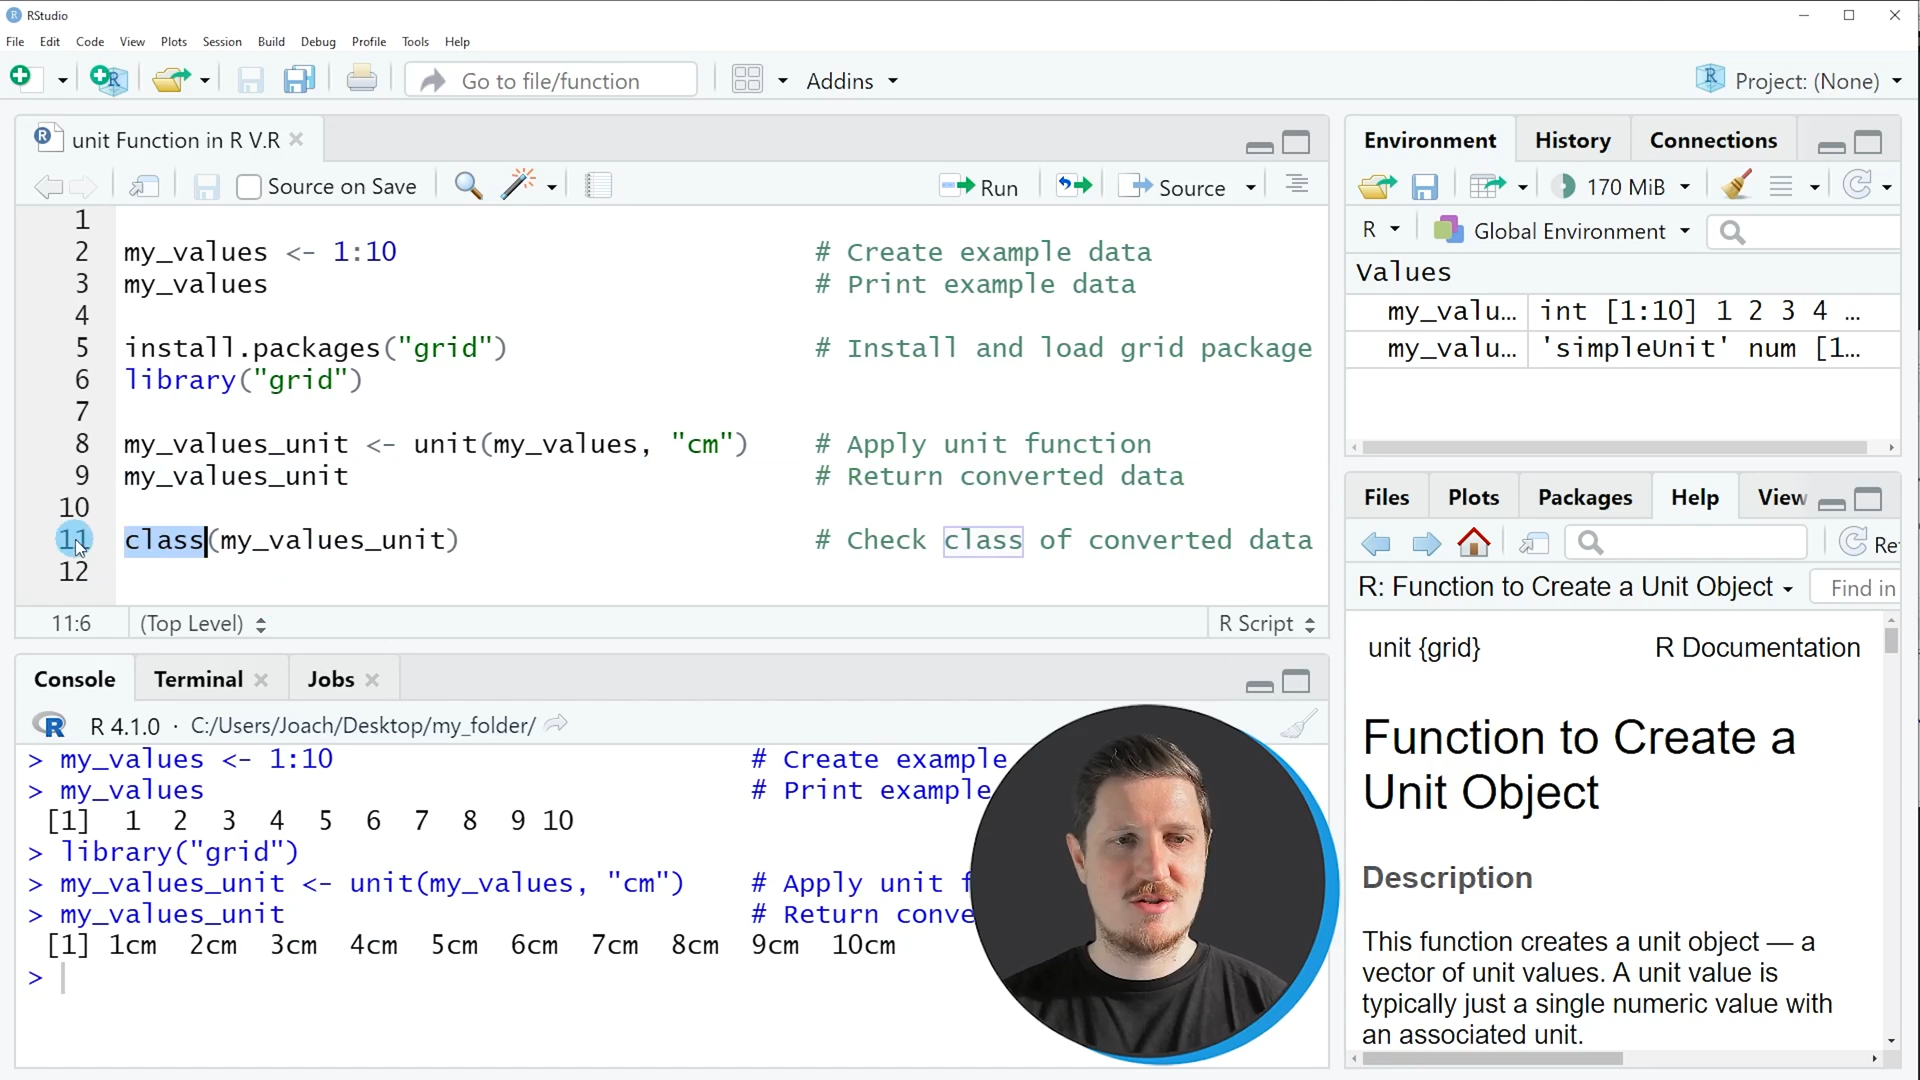 RStudio
File Edit Code View Plots Session Build Debug Profile Tools Help
Go to file/function Addins Project: (None)
unit Function in R V.R
Source on Save Run Source
1
2 my_values <- 1:10 # Create example data
3 my_values # Print example data
4
5 install.packages("grid") # Install and load grid package
6 library("grid")
7
8 my_values_unit <- unit(my_values, "cm") # Apply unit function
9 my_values_unit # Return converted data
10
11 class(my_values_unit) # Check class of converted data
12
11:6 (Top Level) R Script
Console Terminal Jobs
R 4.1.0 · C:/Users/Joach/Desktop/my_folder/
> my_values <- 1:10 # Create example
> my_values # Print example
[1] 1 2 3 4 5 6 7 8 9 10
> library("grid")
> my_values_unit <- unit(my_values, "cm") # Apply unit f
> my_values_unit # Return conve
[1] 1cm 2cm 3cm 4cm 5cm 6cm 7cm 8cm 9cm 10cm
>
Environment History Connections
170 MiB
R Global Environment
Values
my_valu… int [1:10] 1 2 3 4 …
my_valu… 'simpleUnit' num [1…
Files Plots Packages Help View
Re
R: Function to Create a Unit Object Find in
unit {grid} R Documentation
Function to Create a
Unit Object
Description
This function creates a unit object — a
vector of unit values. A unit value is
typically just a single numeric value with
an associated unit.